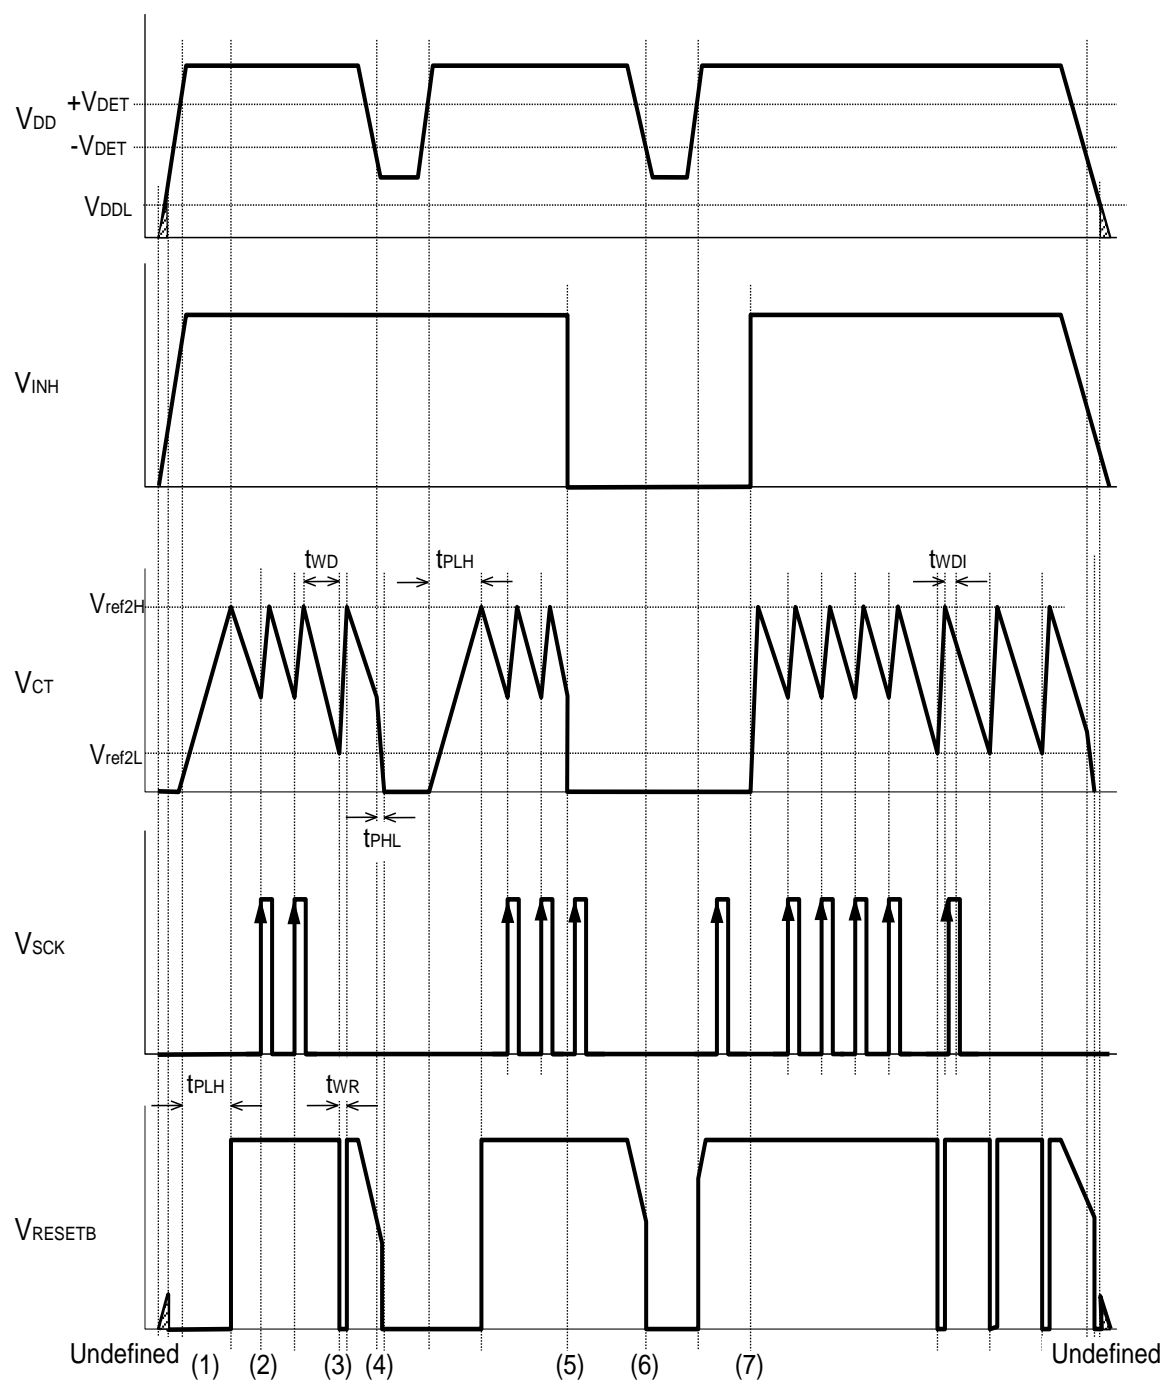 +VDET
VDD
-VDET
VDDL
VINH
tWD
tPLH
tWDI
Vref2H
VCT
Vref2L
tPHL
VSCK
tPLH
tWR
VRESETB
Undefined (1) (2) (3) (4) (5) (6) (7) Undefined